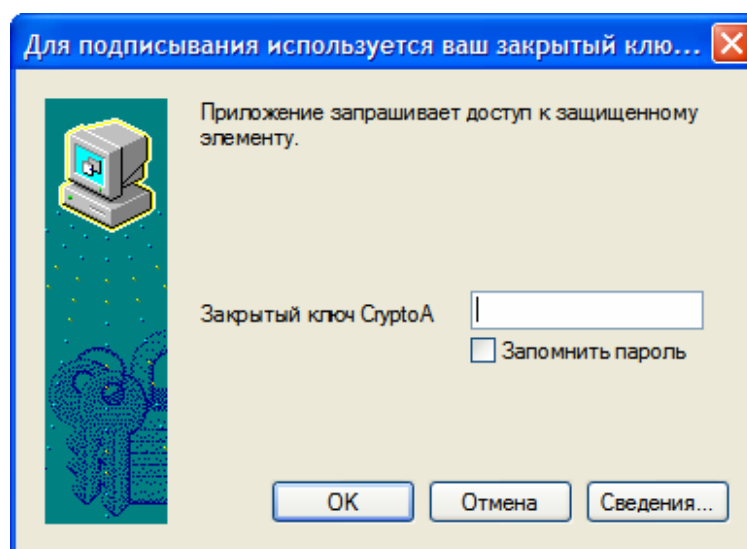 Для подписывания используется ваш закрытый клю...
Приложение запрашивает доступ к защищенному
элементу.
Закрытый ключ CryptoA
Запомнить пароль
OK
Отмена
Сведения...